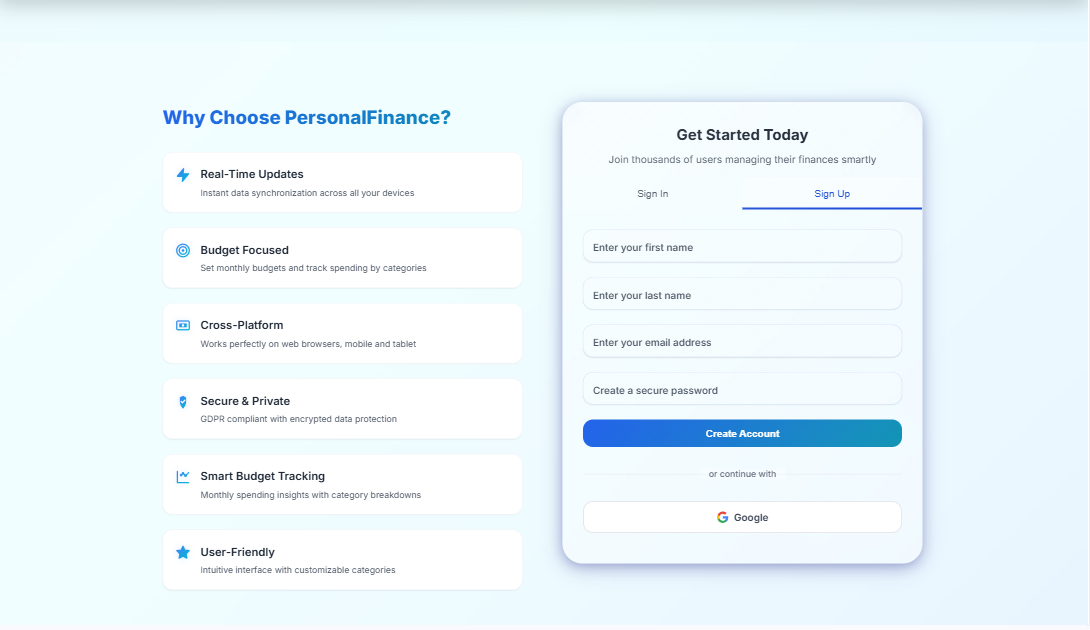 Why Choose PersonalFinance?
Real-Time Updates
Instant data synchronization across all your devices
Budget Focused
Set monthly budgets and track spending by categories
Cross-Platform
Works perfectly on web browsers, mobile and tablet
Secure & Private
GDPR compliant with encrypted data protection
Smart Budget Tracking
Monthly spending insights with category breakdowns
User-Friendly
Intuitive interface with customizable categories
Get Started Today
Join thousands of users managing their finances smartly
Sign In
Sign Up
Enter your first name
Enter your last name
Enter your email address
Create a secure password
Create Account
or continue with
Google